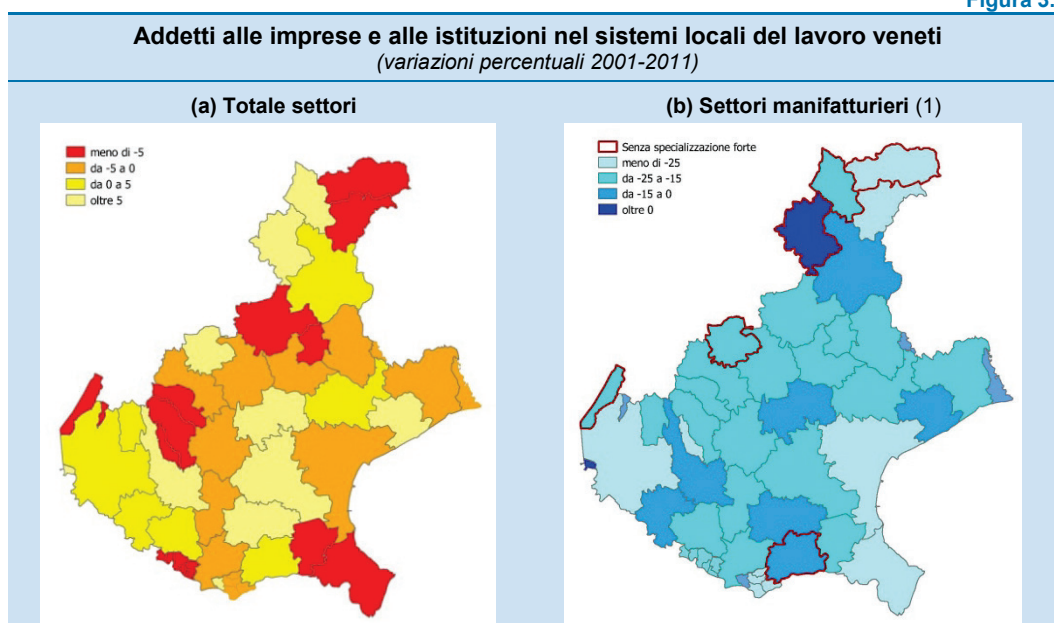 Figura 3.
Addetti alle imprese e alle istituzioni nel sistemi locali del lavoro veneti
(variazioni percentuali 2001-2011)
(a) Totale settori
(b) Settori manifatturieri (1)
meno di -5
da -5 a 0
da 0 a 5
oltre 5
Senza specializzazione forte
meno di -25
da -25 a -15
da -15 a 0
oltre 0